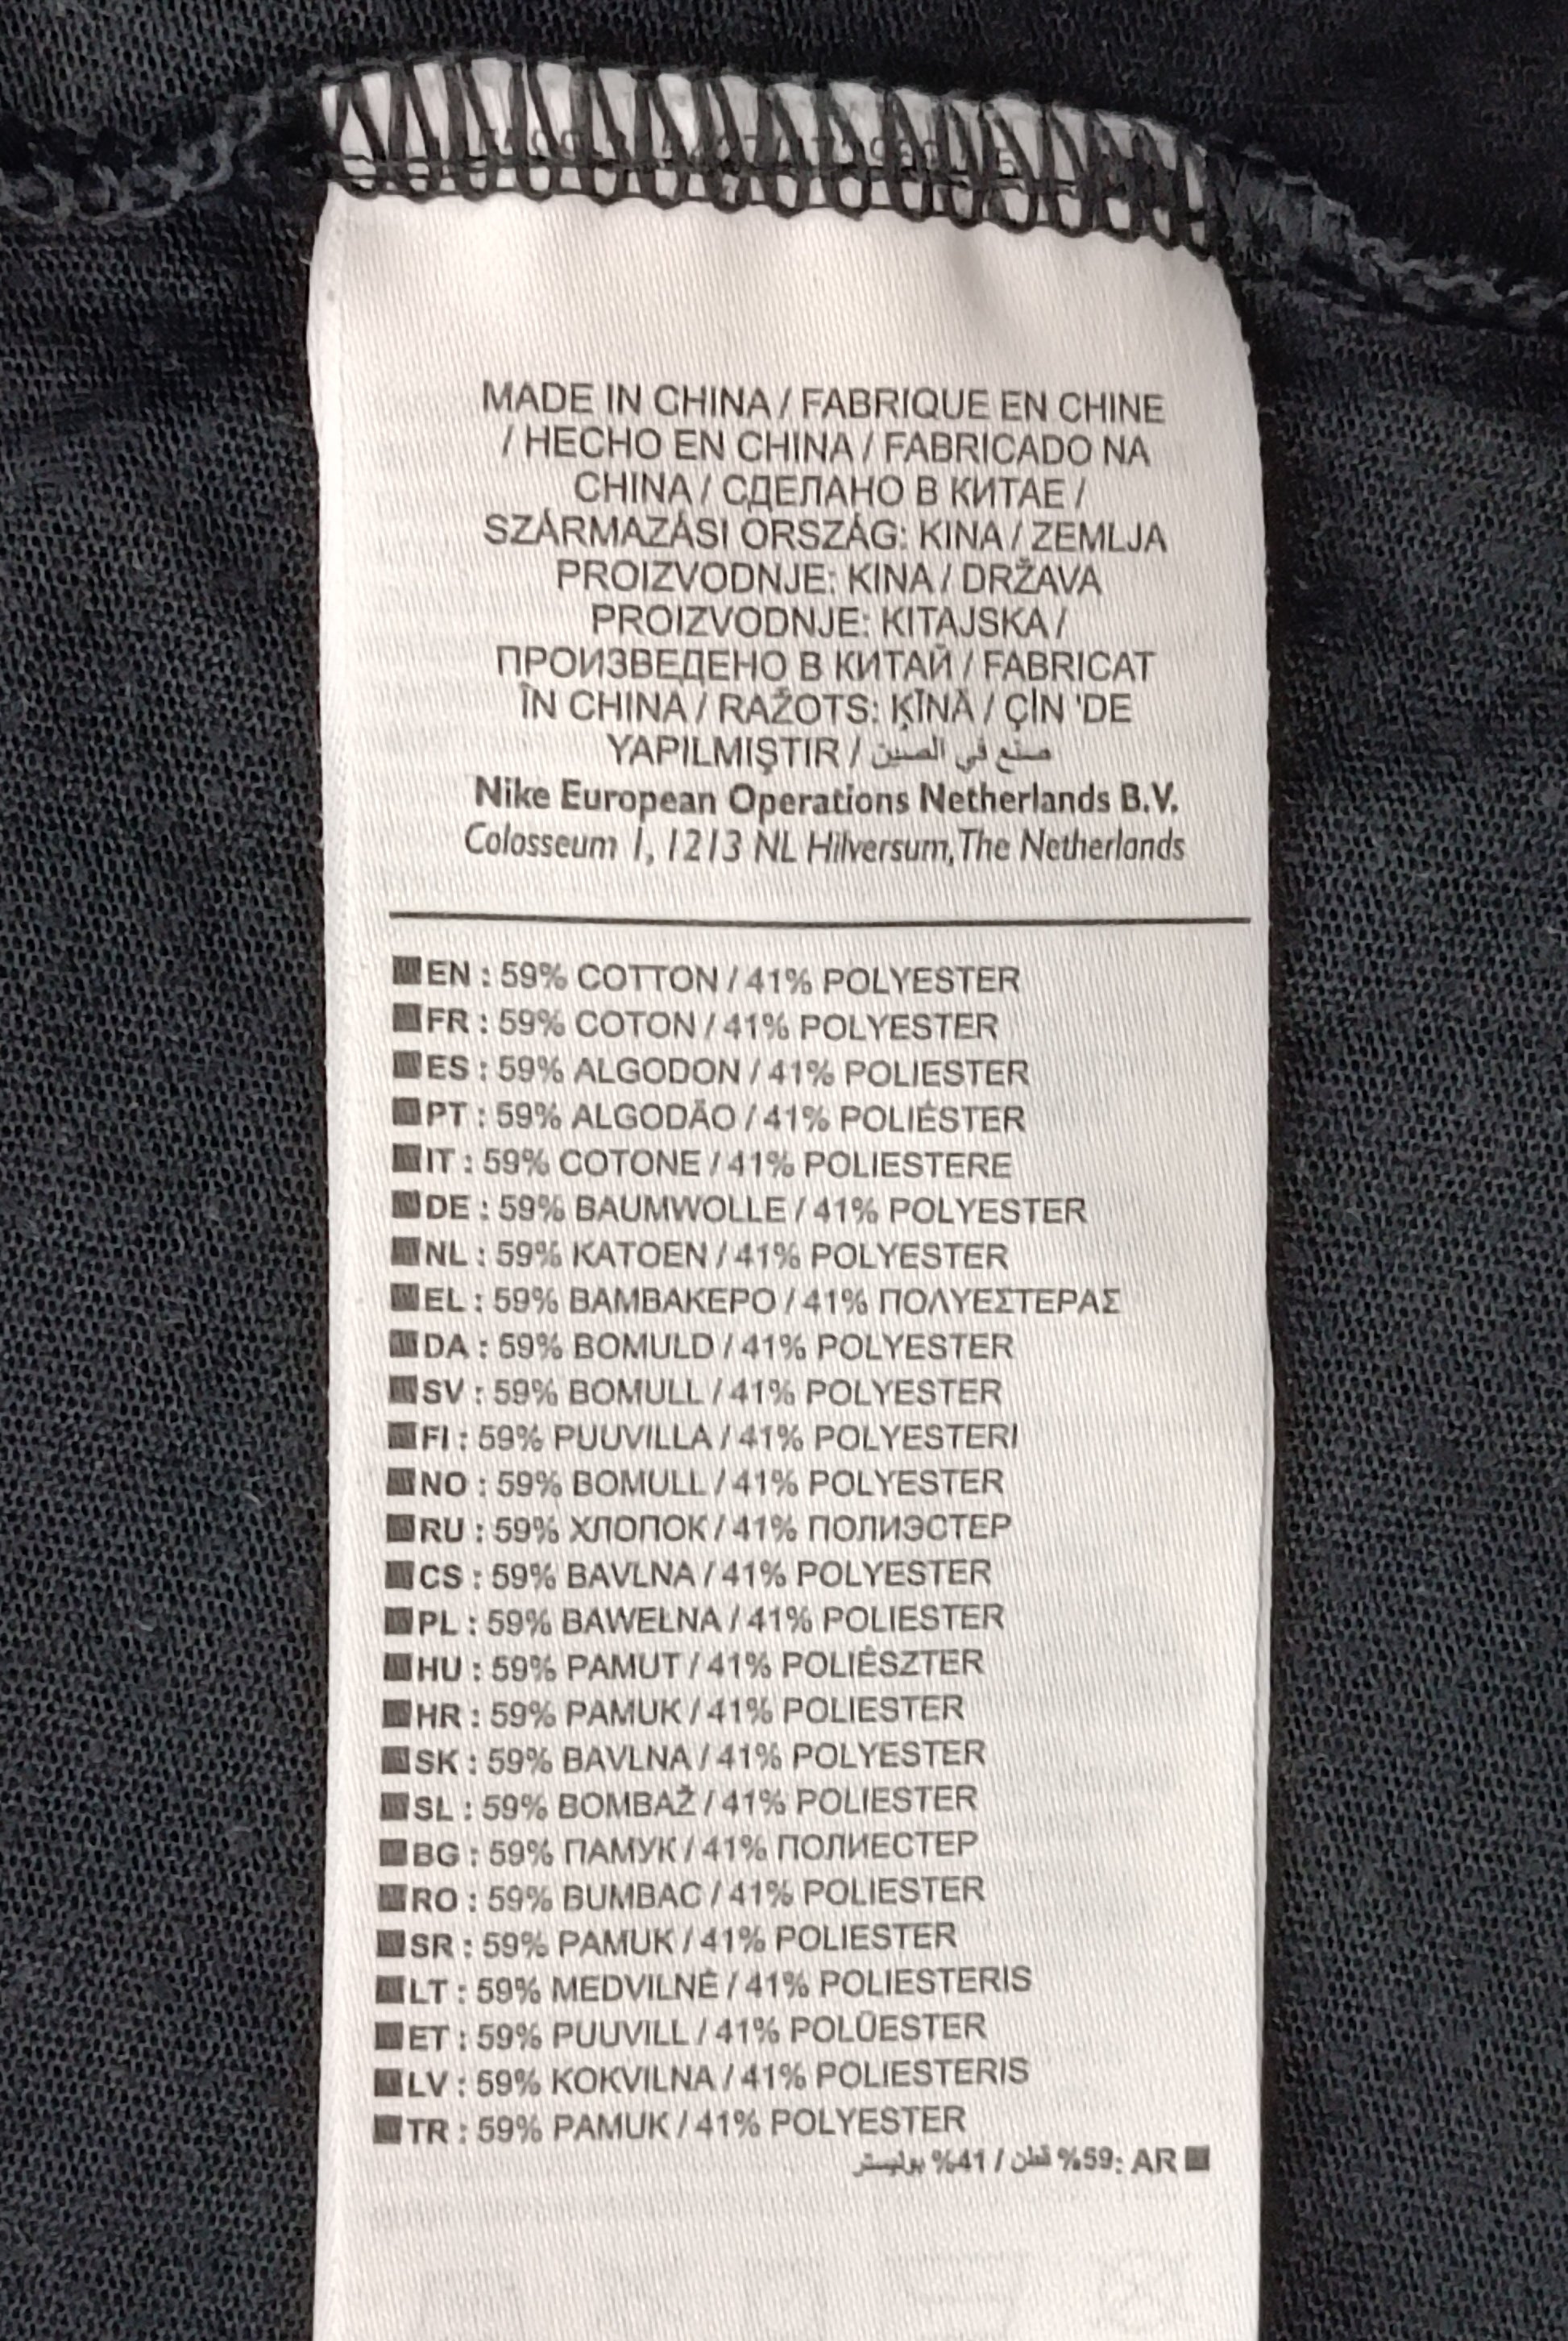 MADE IN CHINA / FABRIQUE EN CHINE
/ HECHO EN CHINA / FABRICADO NA
CHINA / СДЕЛАНО В КИТАЕ /
SZÁRMAZÁSI ORSZÁG: KINA / ZEMLJA
PROIZVODNJE: KINA / DRŽAVA
PROIZVODNJE: KITAJSKA /
ПРОИЗВЕДЕНО В КИТАЙ / FABRICAT
ÎN CHINA / RAŽOTS: ĶĪNĀ / ÇİN 'DE
YAPILMIŞTIR / صنع في الصين
Nike European Operations Netherlands B.V.
Colosseum 1, 1213 NL Hilversum, The Netherlands
EN : 59% COTTON / 41% POLYESTER
FR : 59% COTON / 41% POLYESTER
ES : 59% ALGODON / 41% POLIESTER
PT : 59% ALGODÃO / 41% POLIÉSTER
IT : 59% COTONE / 41% POLIESTERE
DE : 59% BAUMWOLLE / 41% POLYESTER
NL : 59% KATOEN / 41% POLYESTER
EL : 59% ΒΑΜΒΑΚΕΡΟ / 41% ΠΟΛΥΕΣΤΕΡΑΣ
DA : 59% BOMULD / 41% POLYESTER
SV : 59% BOMULL / 41% POLYESTER
FI : 59% PUUVILLA / 41% POLYESTERI
NO : 59% BOMULL / 41% POLYESTER
RU : 59% ХЛОПОК / 41% ПОЛИЭСТЕР
CS : 59% BAVLNA / 41% POLYESTER
PL : 59% BAWEŁNA / 41% POLIESTER
HU : 59% PAMUT / 41% POLIÉSZTER
HR : 59% PAMUK / 41% POLIESTER
SK : 59% BAVLNA / 41% POLYESTER
SL : 59% BOMBAŽ / 41% POLIESTER
BG : 59% ПАМУК / 41% ПОЛИЕСТЕР
RO : 59% BUMBAC / 41% POLIESTER
SR : 59% PAMUK / 41% POLIESTER
LT : 59% MEDVILNĖ / 41% POLIESTERIS
ET : 59% PUUVILL / 41% POLÜESTER
LV : 59% KOKVILNA / 41% POLIESTERIS
TR : 59% PAMUK / 41% POLYESTER
AR :59% قطن / 41% بوليستر